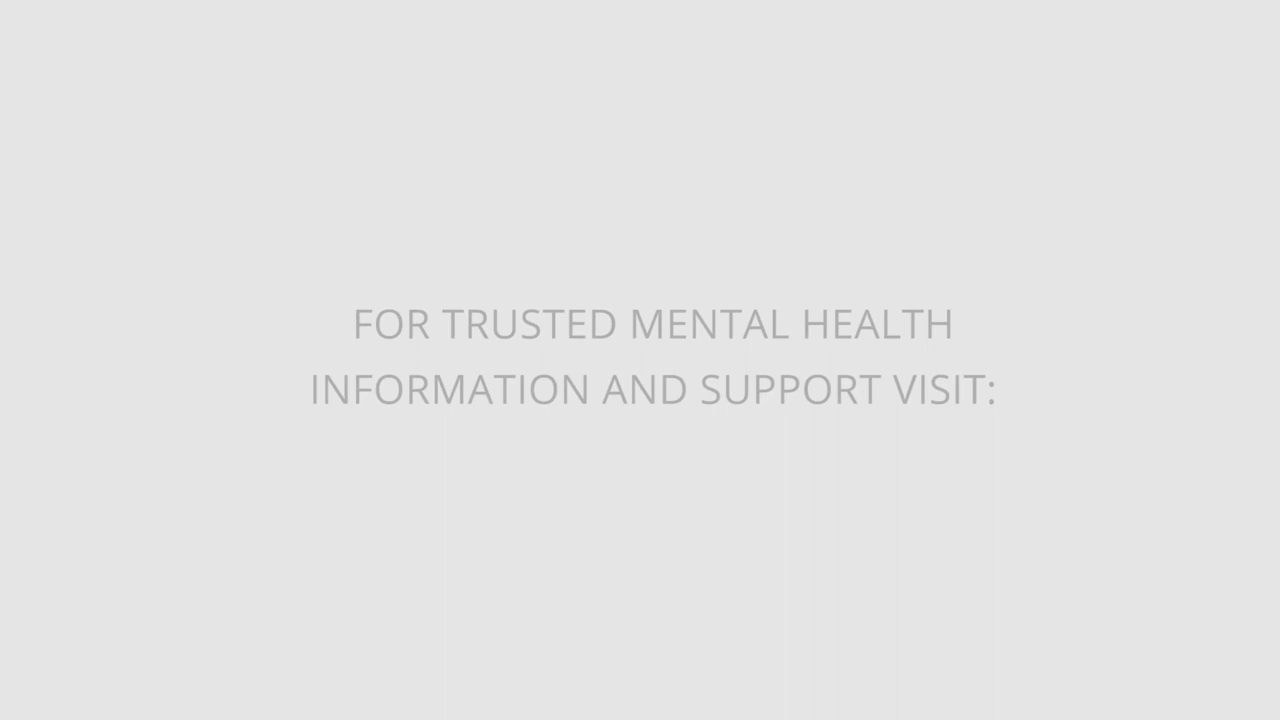 FOR TRUSTED MENTAL HEALTH
INFORMATION AND SUPPORT VISIT: